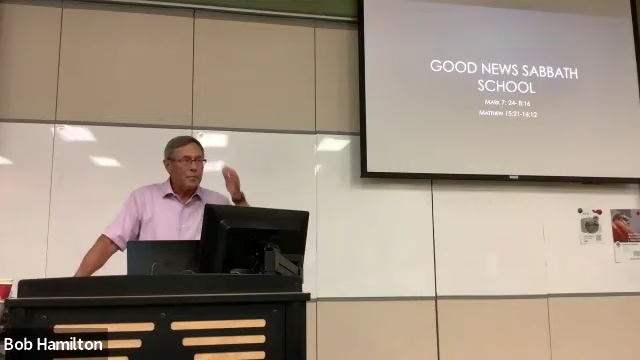 GOOD NEWS SABBATH
SCHOOL
MARK 7: 24- 8:16
MATTHEW 15:21-16:12
Bob Hamilton